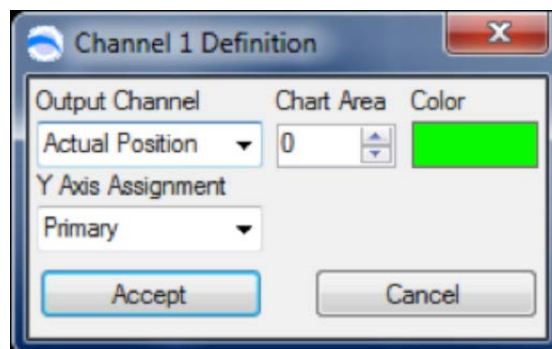 Channel 1 Definition
Output Channel Chart Area Color
Actual Position 0
Y Axis Assignment
Primary
Accept Cancel